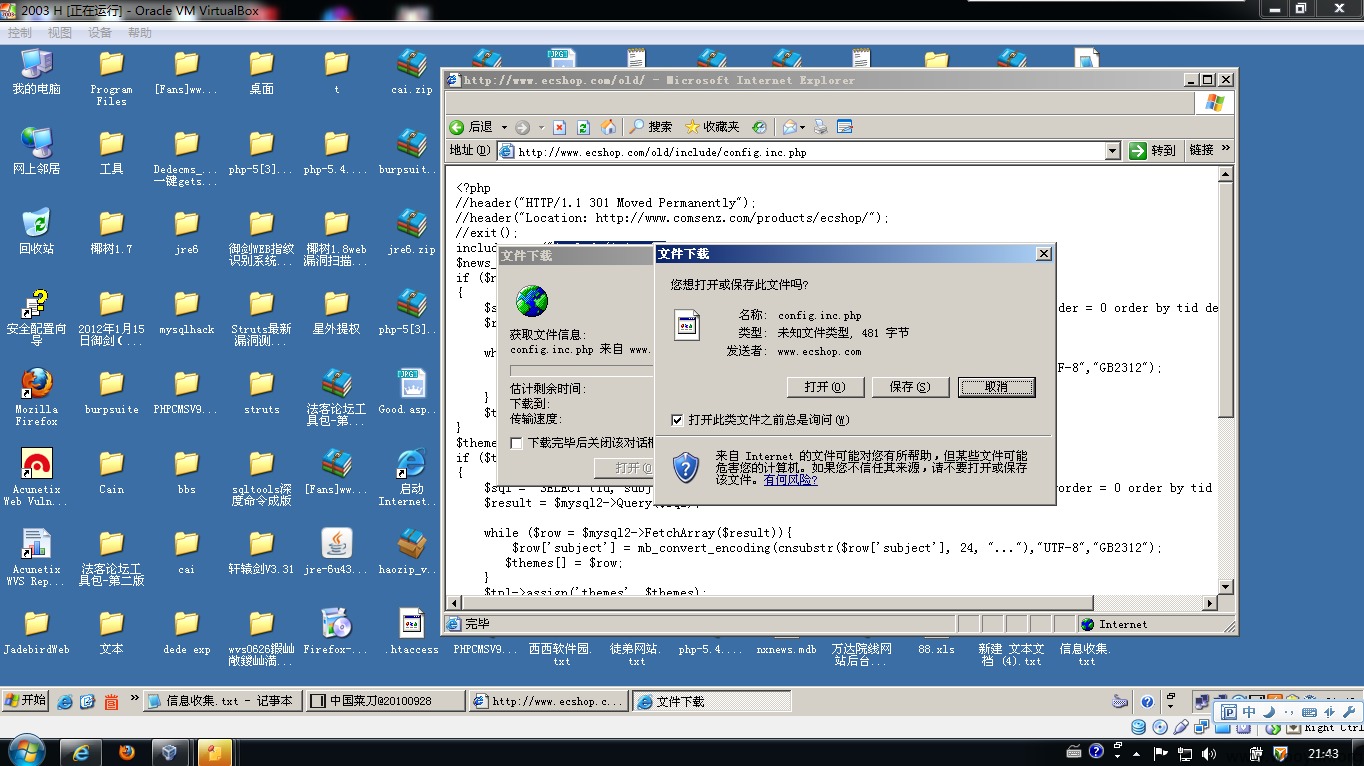 2003 H [正在运行] - Oracle VM VirtualBox
控制 视图 设备 帮助
我的电脑
Program Files
[Fans]ww...
桌面
t
cai.zip
网上邻居
工具
Dedecms_... 一键gets...
php-5[3]...
php-5.4....
burpsuit...
回收站
椰树1.7
jre6
御剑WEB指纹识别系统...
椰树1.8web漏洞扫描...
jre6.zip
安全配置向导
2012年1月15日御剑(...
mysqlhack
Struts最新漏洞测...
星外提权
php-5[3]...
Mozilla Firefox
burpsuite
PHPCMSV9...
struts
法客论坛工具包-第...
Good.asp...
Acunetix Web Vuln...
Cain
bbs
sqltools深度命令成版
[Fans]ww...
启动 Internet...
Acunetix WVS Rep...
法客论坛工具包-第二版
cai
轩辕剑V3.31
jre-6u43...
haozip_v...
JadebirdWeb
文本
dede exp
Firefox-...
.htaccess
PHPCMSV9...
西西软件园.txt
徒弟网站.txt
php-5.4....
nxnews.mdb
万达院线网站后台...
88.xls
新建 文本文档 (4).txt
信息收集.txt
http://www.ecshop.com/old/ - Microsoft Internet Explorer
后退 搜索 收藏夹
地址(D) http://www.ecshop.com/old/include/config.inc.php 转到 链接 »
<?php
//header("HTTP/1.1 301 Moved Permanently");
//header("Location: http://www.comsenz.com/products/ecshop/");
//exit();
includ
$news_
if ($r
{
$s
rder = 0 order by tid de
$r
wh
F-8","GB2312");
}
$t
}
$theme
if ($t
{
$result = $mysql2->Query(
order = 0 order by tid
while ($row = $mysql2->FetchArray($result)){
$row['subject'] = mb_convert_encoding(cnsubstr($row['subject'], 24, "..."),"UTF-8","GB2312");
$themes[] = $row;
}
$tpl->assign('themes', $themes);
完毕 Internet
文件下载
获取文件信息:
config.inc.php 来自 www.
估计剩余时间:
下载到:
传输速度:
下载完毕后关闭该对话框
打开(O
文件下载
您想打开或保存此文件吗?
名称: config.inc.php
类型: 未知文件类型, 481 字节
发送者: www.ecshop.com
打开(O) 保存(S) 取消
打开此类文件之前总是询问(W)
来自 Internet 的文件可能对您有所帮助,但某些文件可能
危害您的计算机。如果您不信任其来源,请不要打开或保存
该文件。有何风险?
开始 » 信息收集.txt - 记事本 中国菜刀@20100928 http://www.ecshop.c... 文件下载
中
Right Ctrl
21:43